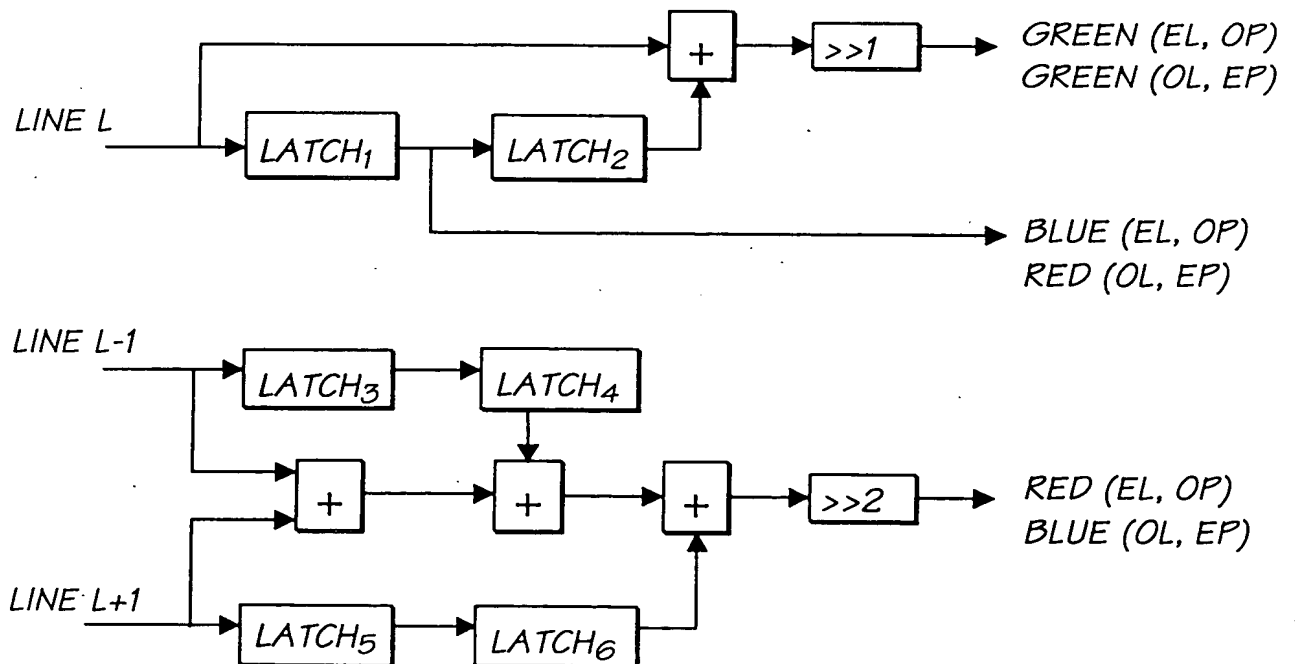 GREEN (EL, OP)
+
>>1
GREEN (OL, EP)
LINE L
LATCH1
LATCH2
BLUE (EL, OP)
RED (OL, EP)
LINE L-1
LATCH3
LATCH4
+
+
+
>>2
RED (EL, OP)
BLUE (OL, EP)
LINE L+1
LATCH5
LATCH6